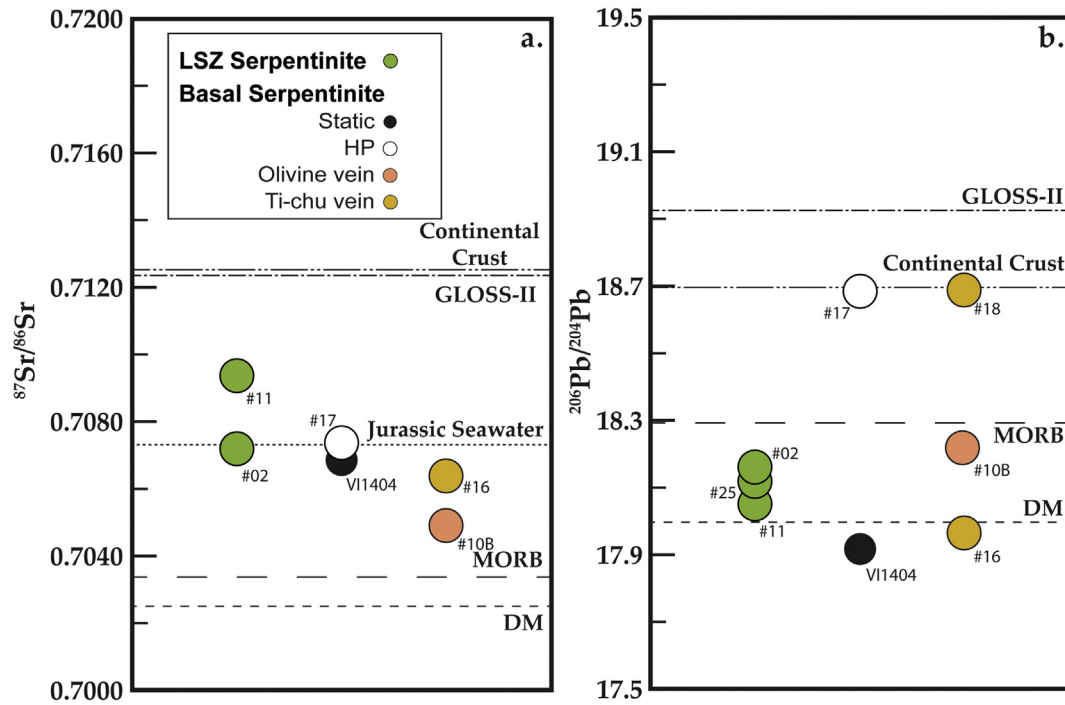 a.
0.7200
0.7160
0.7120
0.7080
0.7040
0.7000
⁸⁷Sr/⁸⁶Sr
LSZ Serpentinite
Basal Serpentinite
Static
HP
Olivine vein
Ti-chu vein
Continental
Crust
GLOSS-II
#11
#17
Jurassic Seawater
#02
VI1404
#16
#10B
MORB
DM
b.
19.5
19.1
18.7
18.3
17.9
17.5
²⁰⁶Pb/²⁰⁴Pb
GLOSS-II
Continental Crust
#17
#18
MORB
#02
#10B
#25
DM
#11
#16
VI1404